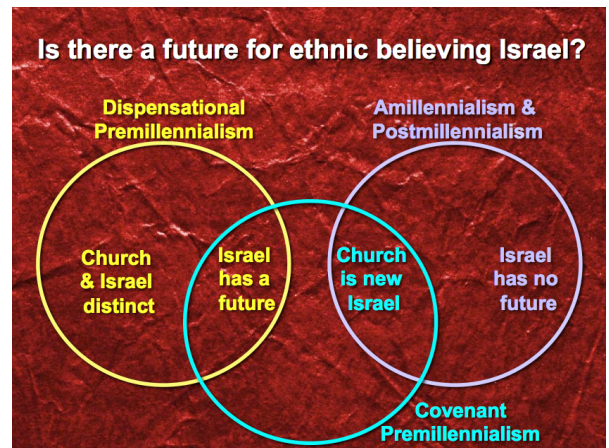 Is there a future for ethnic believing Israel?
Dispensational
Premillennialism
Amillennialism &
Postmillennialism
Church
& Israel
distinct
Israel
has a
future
Church
is new
Israel
Israel
has no
future
Covenant
Premillennialism